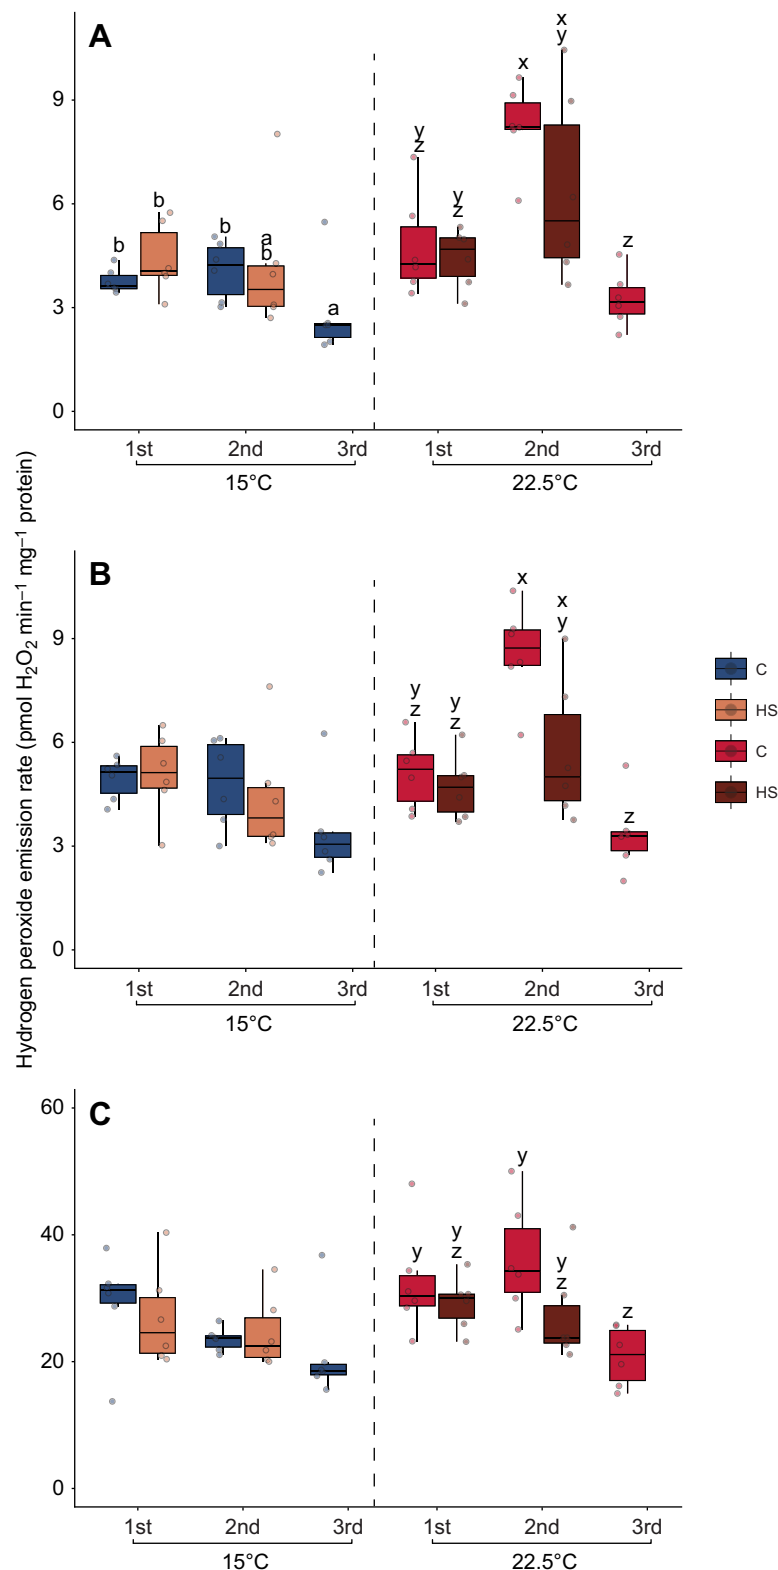 Hydrogen peroxide emission rate (pmol H₂O₂ min⁻¹ mg⁻¹ protein)
A
9
6
3
0
b
b
b
a
b
a
y
z
y
z
x
x
y
z
1st 2nd 3rd 1st 2nd 3rd
15°C 22.5°C
B
9
6
3
0
y
z
y
z
x
x
y
z
1st 2nd 3rd 1st 2nd 3rd
15°C 22.5°C
C
HS
C
HS
C
60
40
20
0
y
y
z
y
y
z
z
1st 2nd 3rd 1st 2nd 3rd
15°C 22.5°C